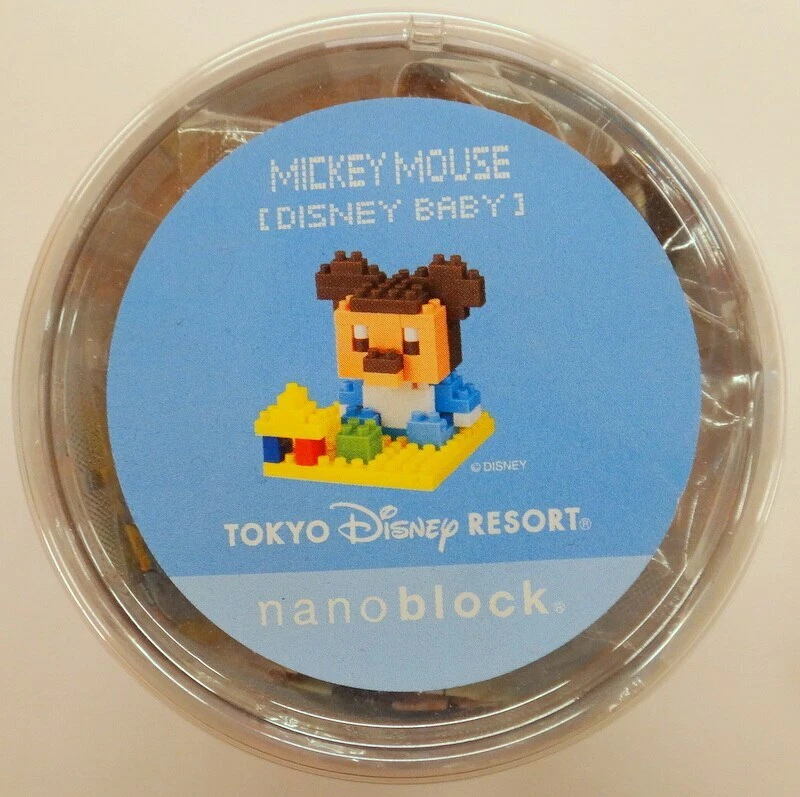 MICKEY MOUSE
[DISNEY BABY]
© DISNEY
TOKYO Disney RESORT®
nanoblock®